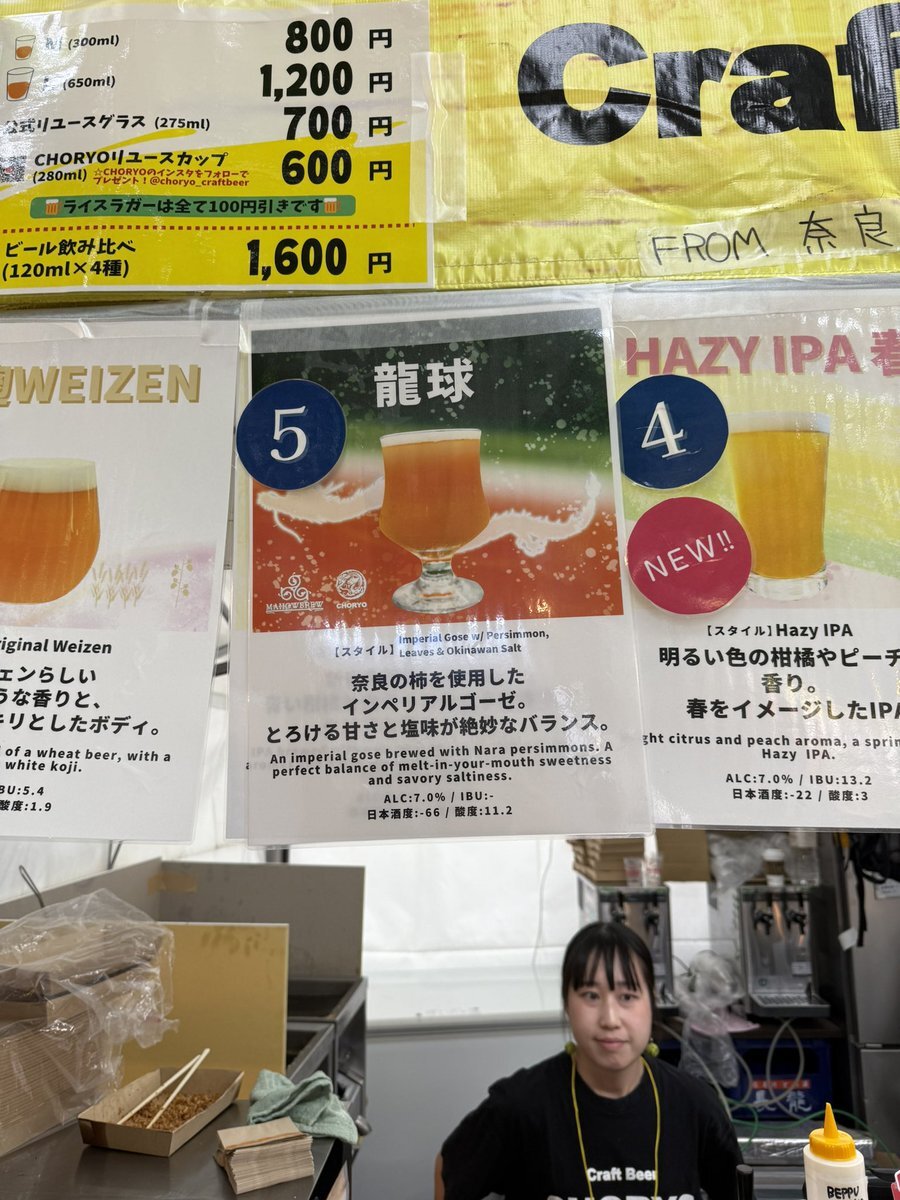 M (300ml) 800 円
(650ml) 1,200 円
公式リユースグラス (275ml) 700 円
CHORYOリユースカップ
(280ml) ☆CHORYOのインスタをフォローで
プレゼント!@choryo_craftbeer
600 円
ライスラガーは全て100円引きです
ビール飲み比べ
(120ml×4種) 1,600 円
Craf
FROM 奈良
WEIZEN
riginal Weizen
ェンらしい
うな香りと、
キリとしたボディ。
of a wheat beer, with a
white koji.
BU:5.4
酸度:1.9
龍球
5
MAHOWBREW
CHORYO
【スタイル】Imperial Gose w/ Persimmon,
Leaves & Okinawan Salt
奈良の柿を使用した
インペリアルゴーゼ。
とろける甘さと塩味が絶妙なバランス。
An imperial gose brewed with Nara persimmons. A
perfect balance of melt-in-your-mouth sweetness
and savory saltiness.
ALC:7.0% / IBU:-
日本酒度:-66 / 酸度:11.2
HAZY IPA 春
4
NEW!!
【スタイル】Hazy IPA
明るい色の柑橘やピーチ
香り。
春をイメージしたIPA
ght citrus and peach aroma, a sprin
Hazy IPA.
ALC:7.0% / IBU:13.2
日本酒度:-22 / 酸度:3
長龍
Craft Beer
CHORYO
BEPPU